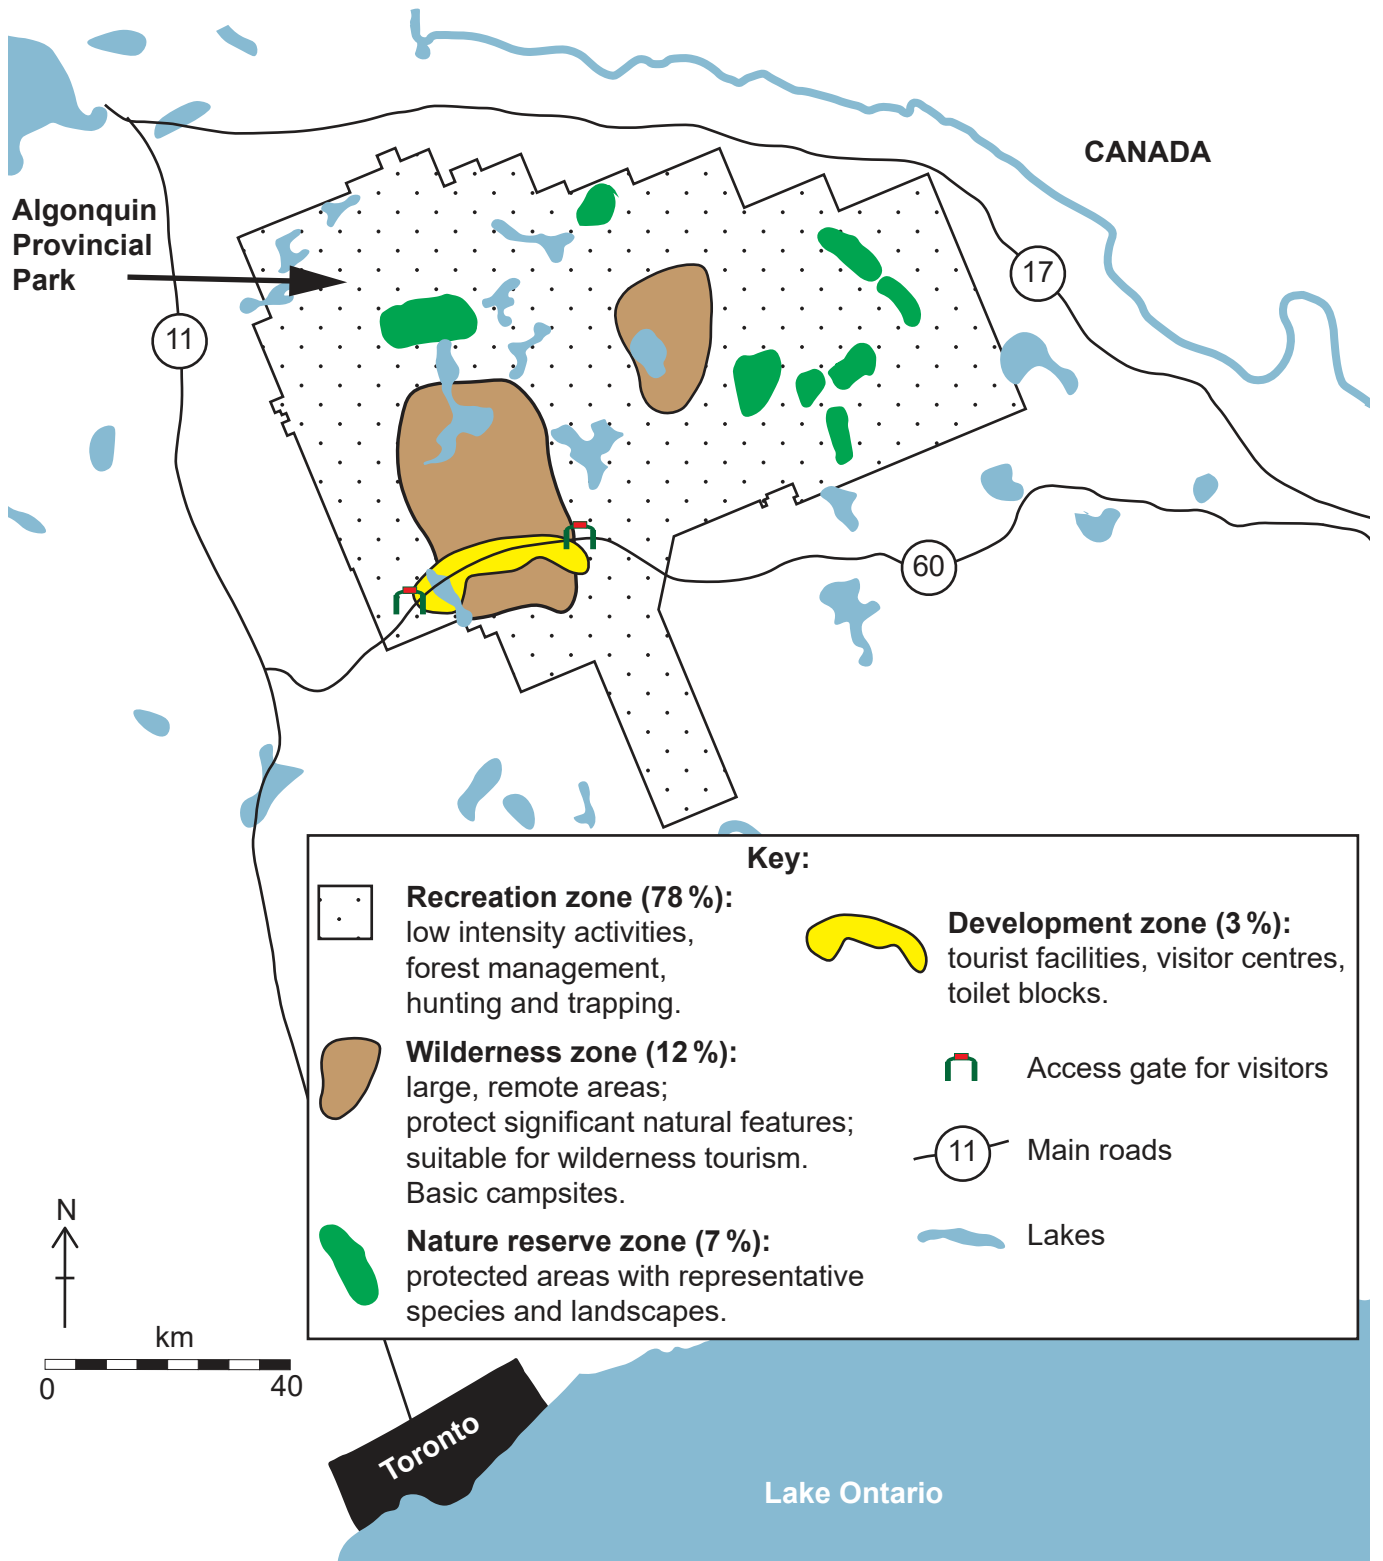 CANADA
Algonquin
Provincial
Park
17
11
60
Key:
Recreation zone (78 %):
low intensity activities,
forest management,
hunting and trapping.
Wilderness zone (12 %):
large, remote areas;
protect significant natural features;
suitable for wilderness tourism.
Basic campsites.
Nature reserve zone (7 %):
protected areas with representative
species and landscapes.
Development zone (3 %):
tourist facilities, visitor centres,
toilet blocks.
Access gate for visitors
11
Main roads
Lakes
N
km
0
40
Toronto
Lake Ontario